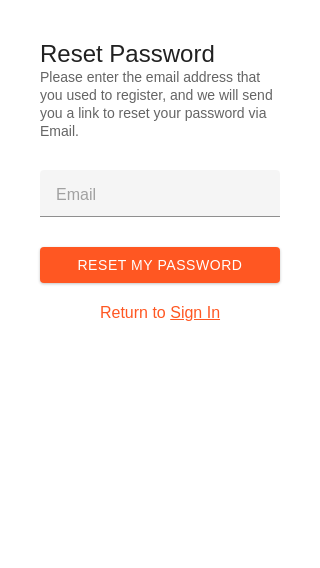 Reset Password
Please enter the email address that
you used to register, and we will send
you a link to reset your password via
Email.
Email
RESET MY PASSWORD
Return to Sign In